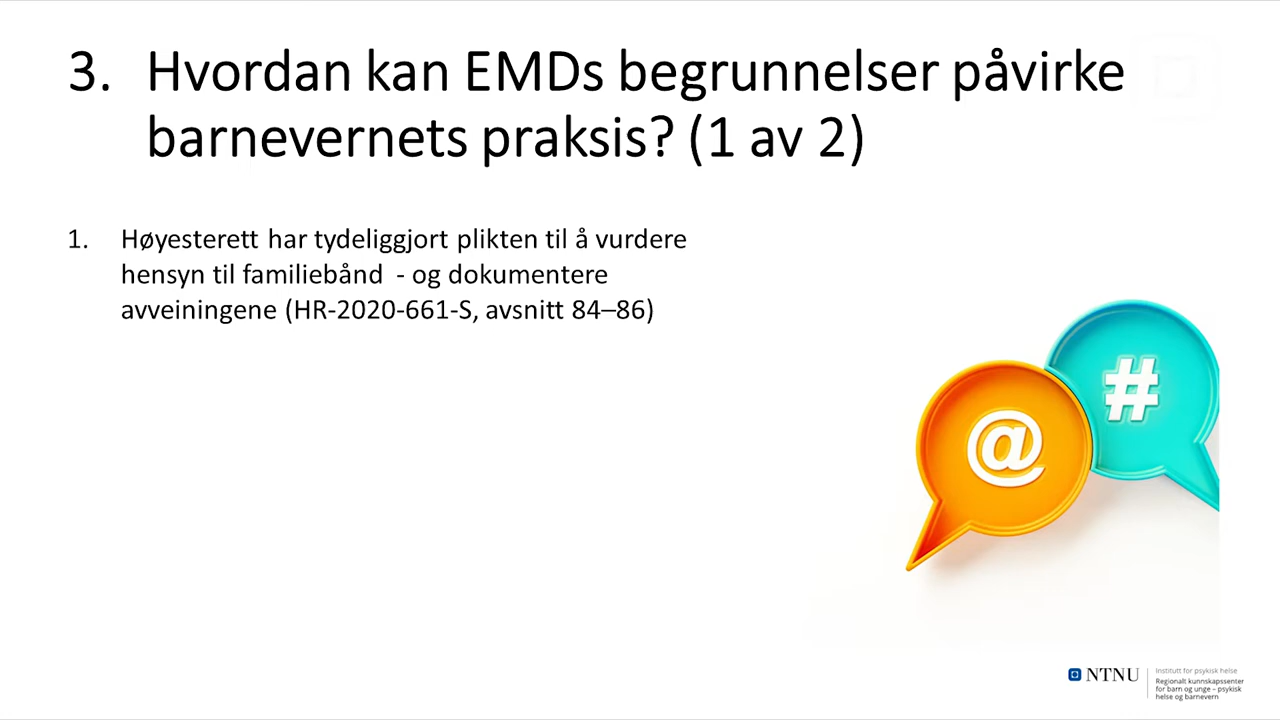 3. Hvordan kan EMDs begrunnelser påvirke
barnevernets praksis? (1 av 2)
1. Høyesterett har tydeliggjort plikten til å vurdere
hensyn til familiebånd - og dokumentere
avveiningene (HR-2020-661-S, avsnitt 84–86)
#
@
NTNU
Institutt for psykisk helse
Regionalt kunnskapssenter
for barn og unge – psykisk
helse og barnevern